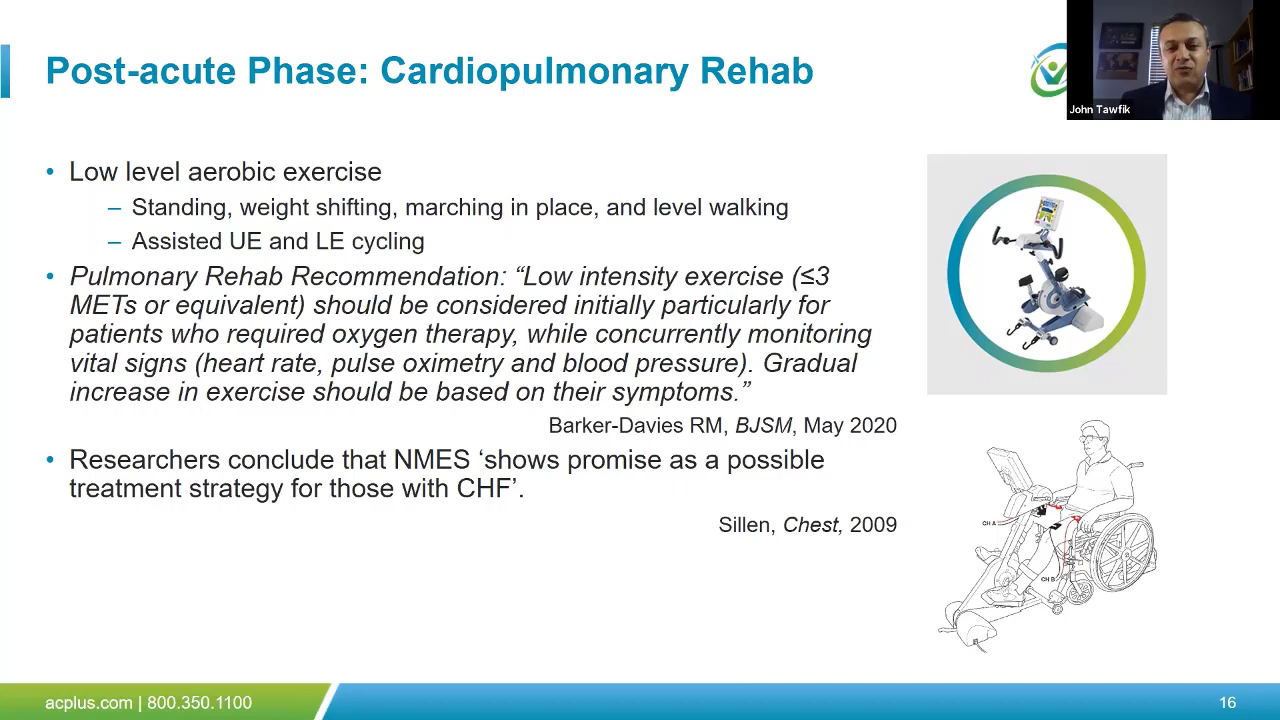 Post-acute Phase: Cardiopulmonary Rehab
John Tawfik
• Low level aerobic exercise
– Standing, weight shifting, marching in place, and level walking
– Assisted UE and LE cycling
• Pulmonary Rehab Recommendation: “Low intensity exercise (≤3
METs or equivalent) should be considered initially particularly for
patients who required oxygen therapy, while concurrently monitoring
vital signs (heart rate, pulse oximetry and blood pressure). Gradual
increase in exercise should be based on their symptoms.”
Barker-Davies RM, BJSM, May 2020
• Researchers conclude that NMES ‘shows promise as a possible
treatment strategy for those with CHF’.
Sillen, Chest, 2009
CH A
CH B
acplus.com | 800.350.1100
16